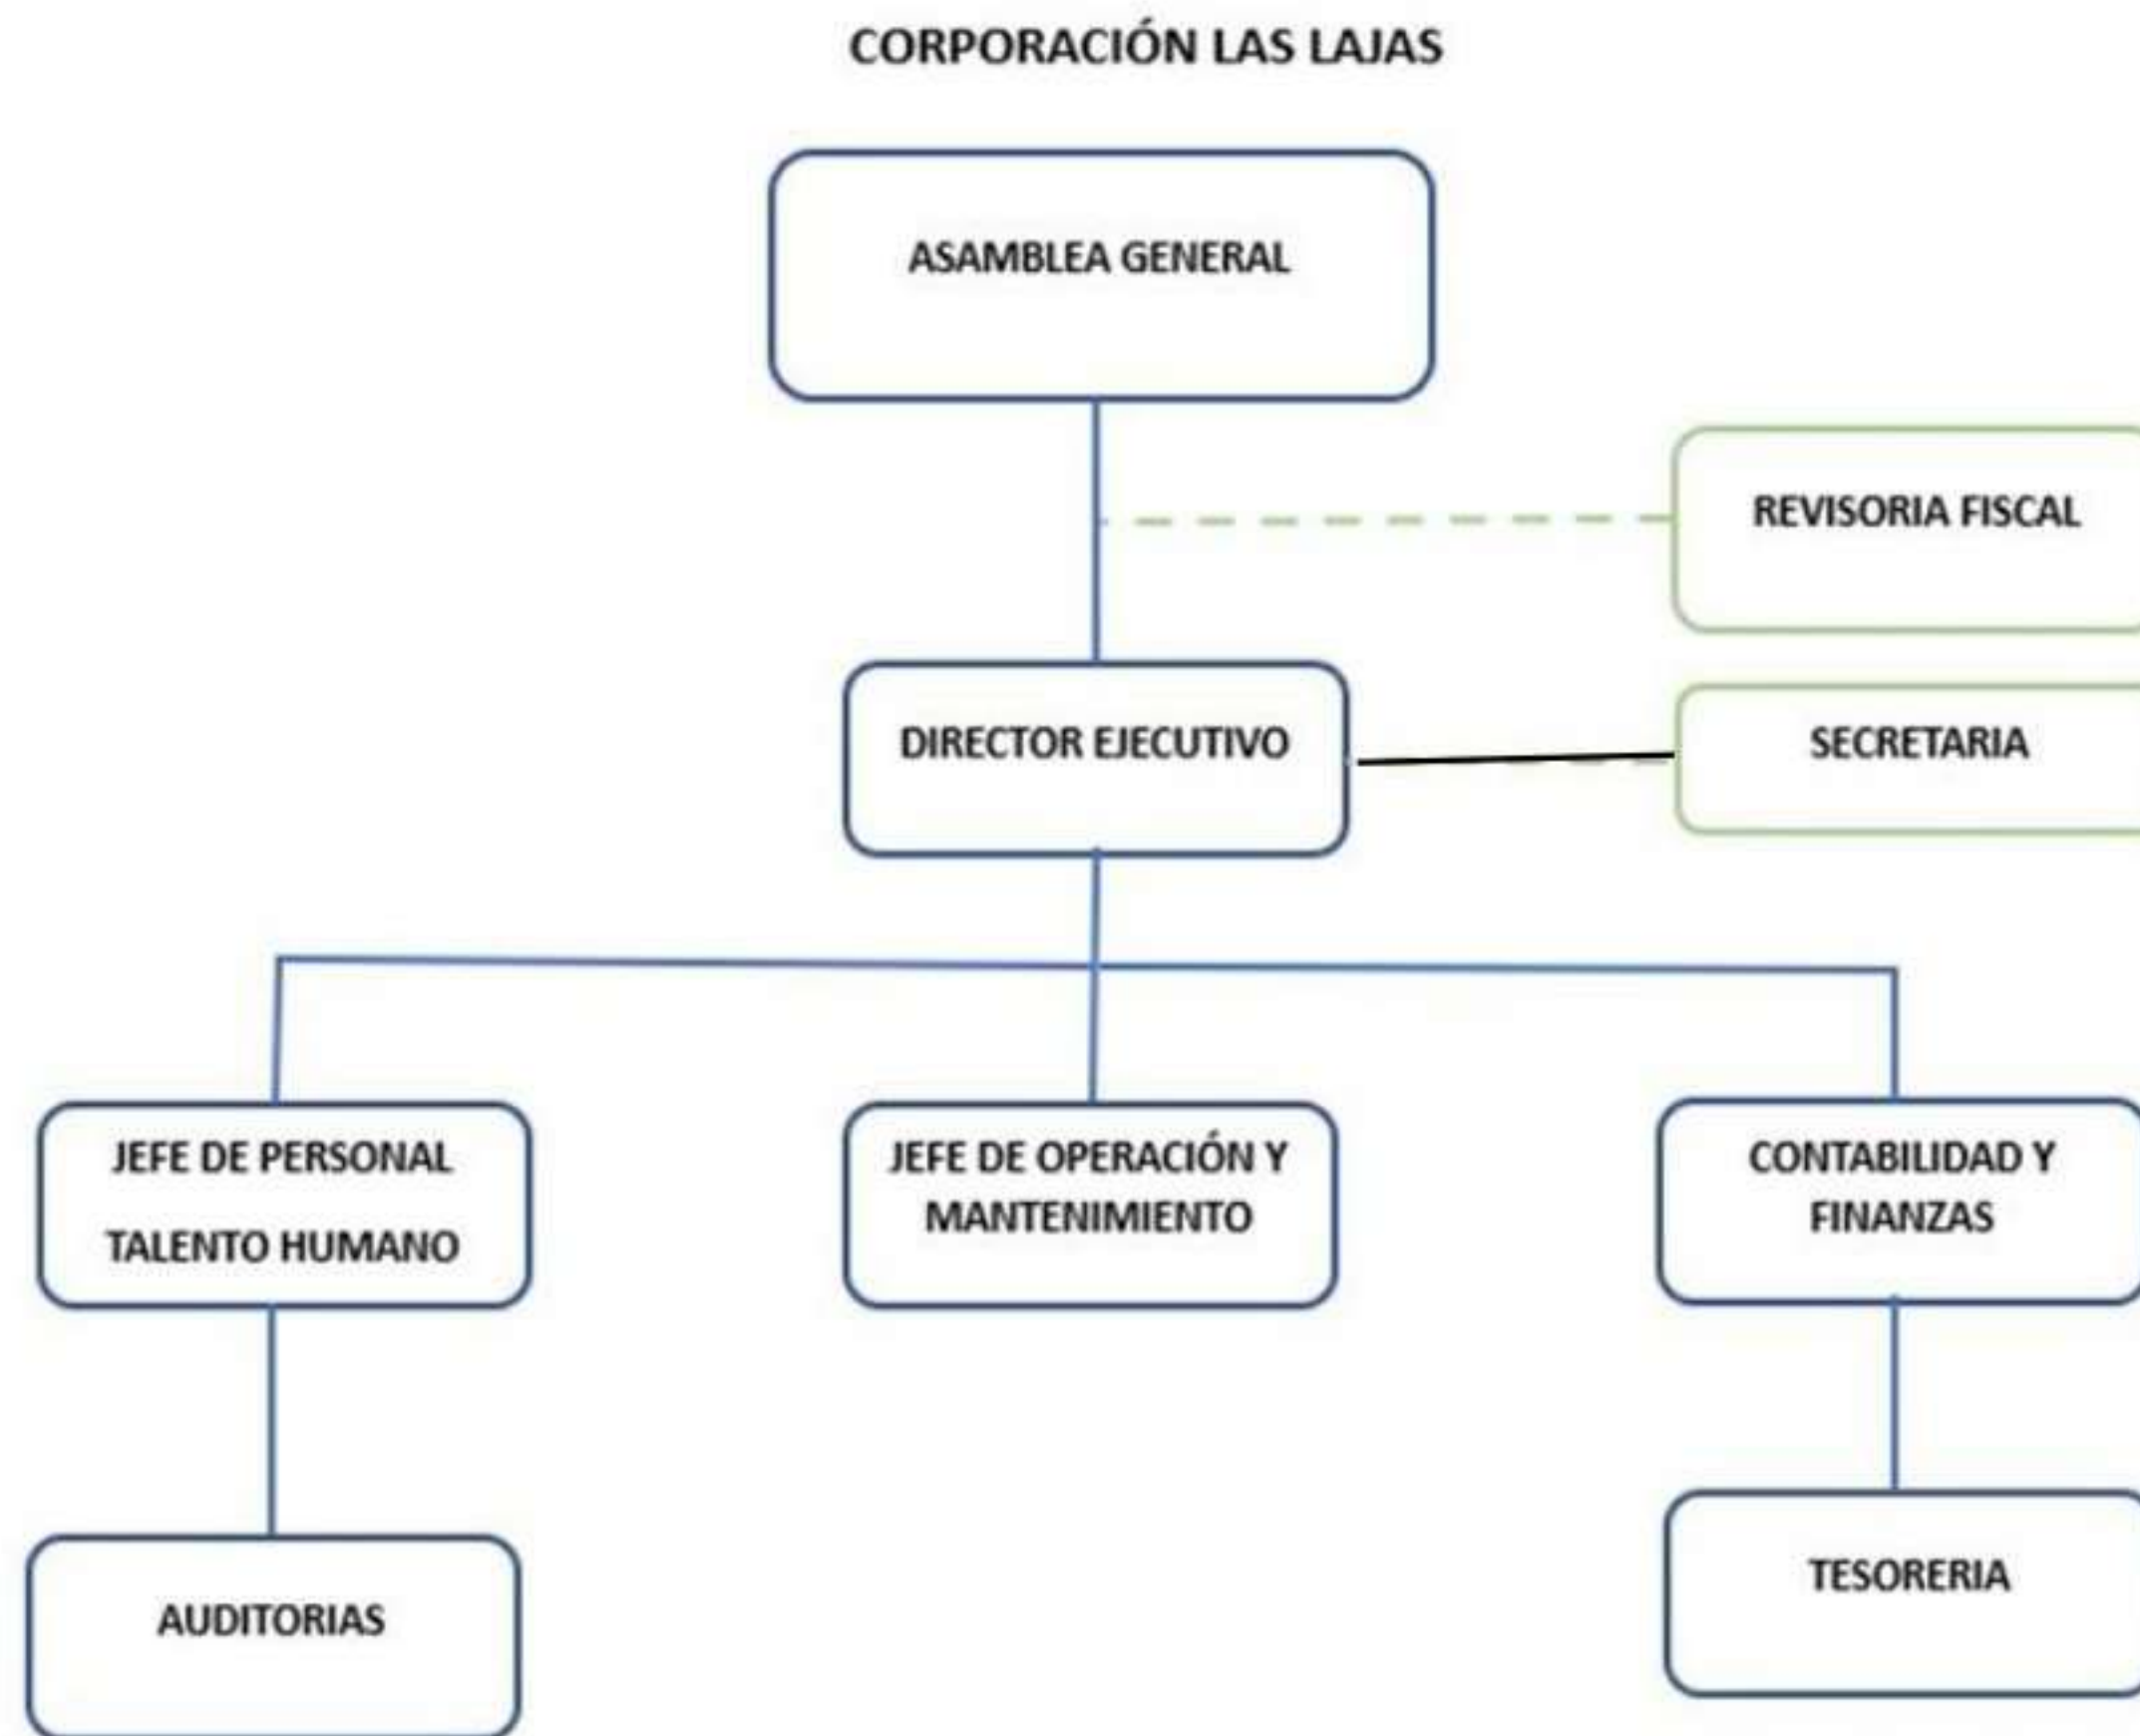 CORPORACIÓN LAS LAJAS
ASAMBLEA GENERAL
REVISORIA FISCAL
DIRECTOR EJECUTIVO
SECRETARIA
JEFE DE PERSONAL
TALENTO HUMANO
JEFE DE OPERACIÓN Y
MANTENIMIENTO
CONTABILIDAD Y
FINANZAS
AUDITORIAS
TESORERIA